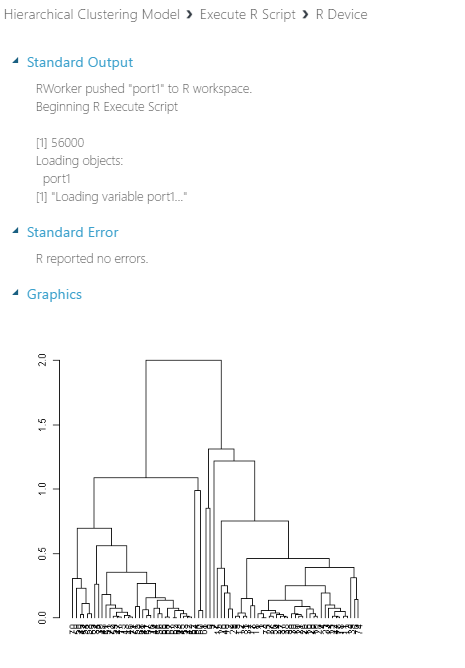 Hierarchical Clustering Model › Execute R Script › R Device
Standard Output
RWorker pushed "port1" to R workspace.
Beginning R Execute Script
[1] 56000
Loading objects:
port1
[1] "Loading variable port1..."
Standard Error
R reported no errors.
Graphics
2.0
1.5
1.0
0.5
0.0